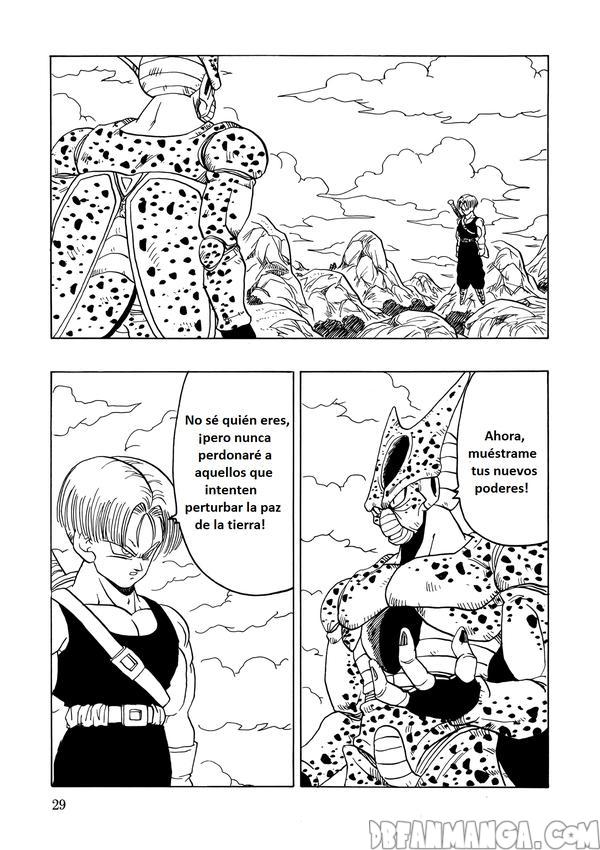 No sé quién eres,
¡pero nunca
perdonaré a
aquellos que
intenten
perturbar la paz
de la tierra!
Ahora,
muéstrame
tus nuevos
poderes!
29
DBFANMANGA.COM